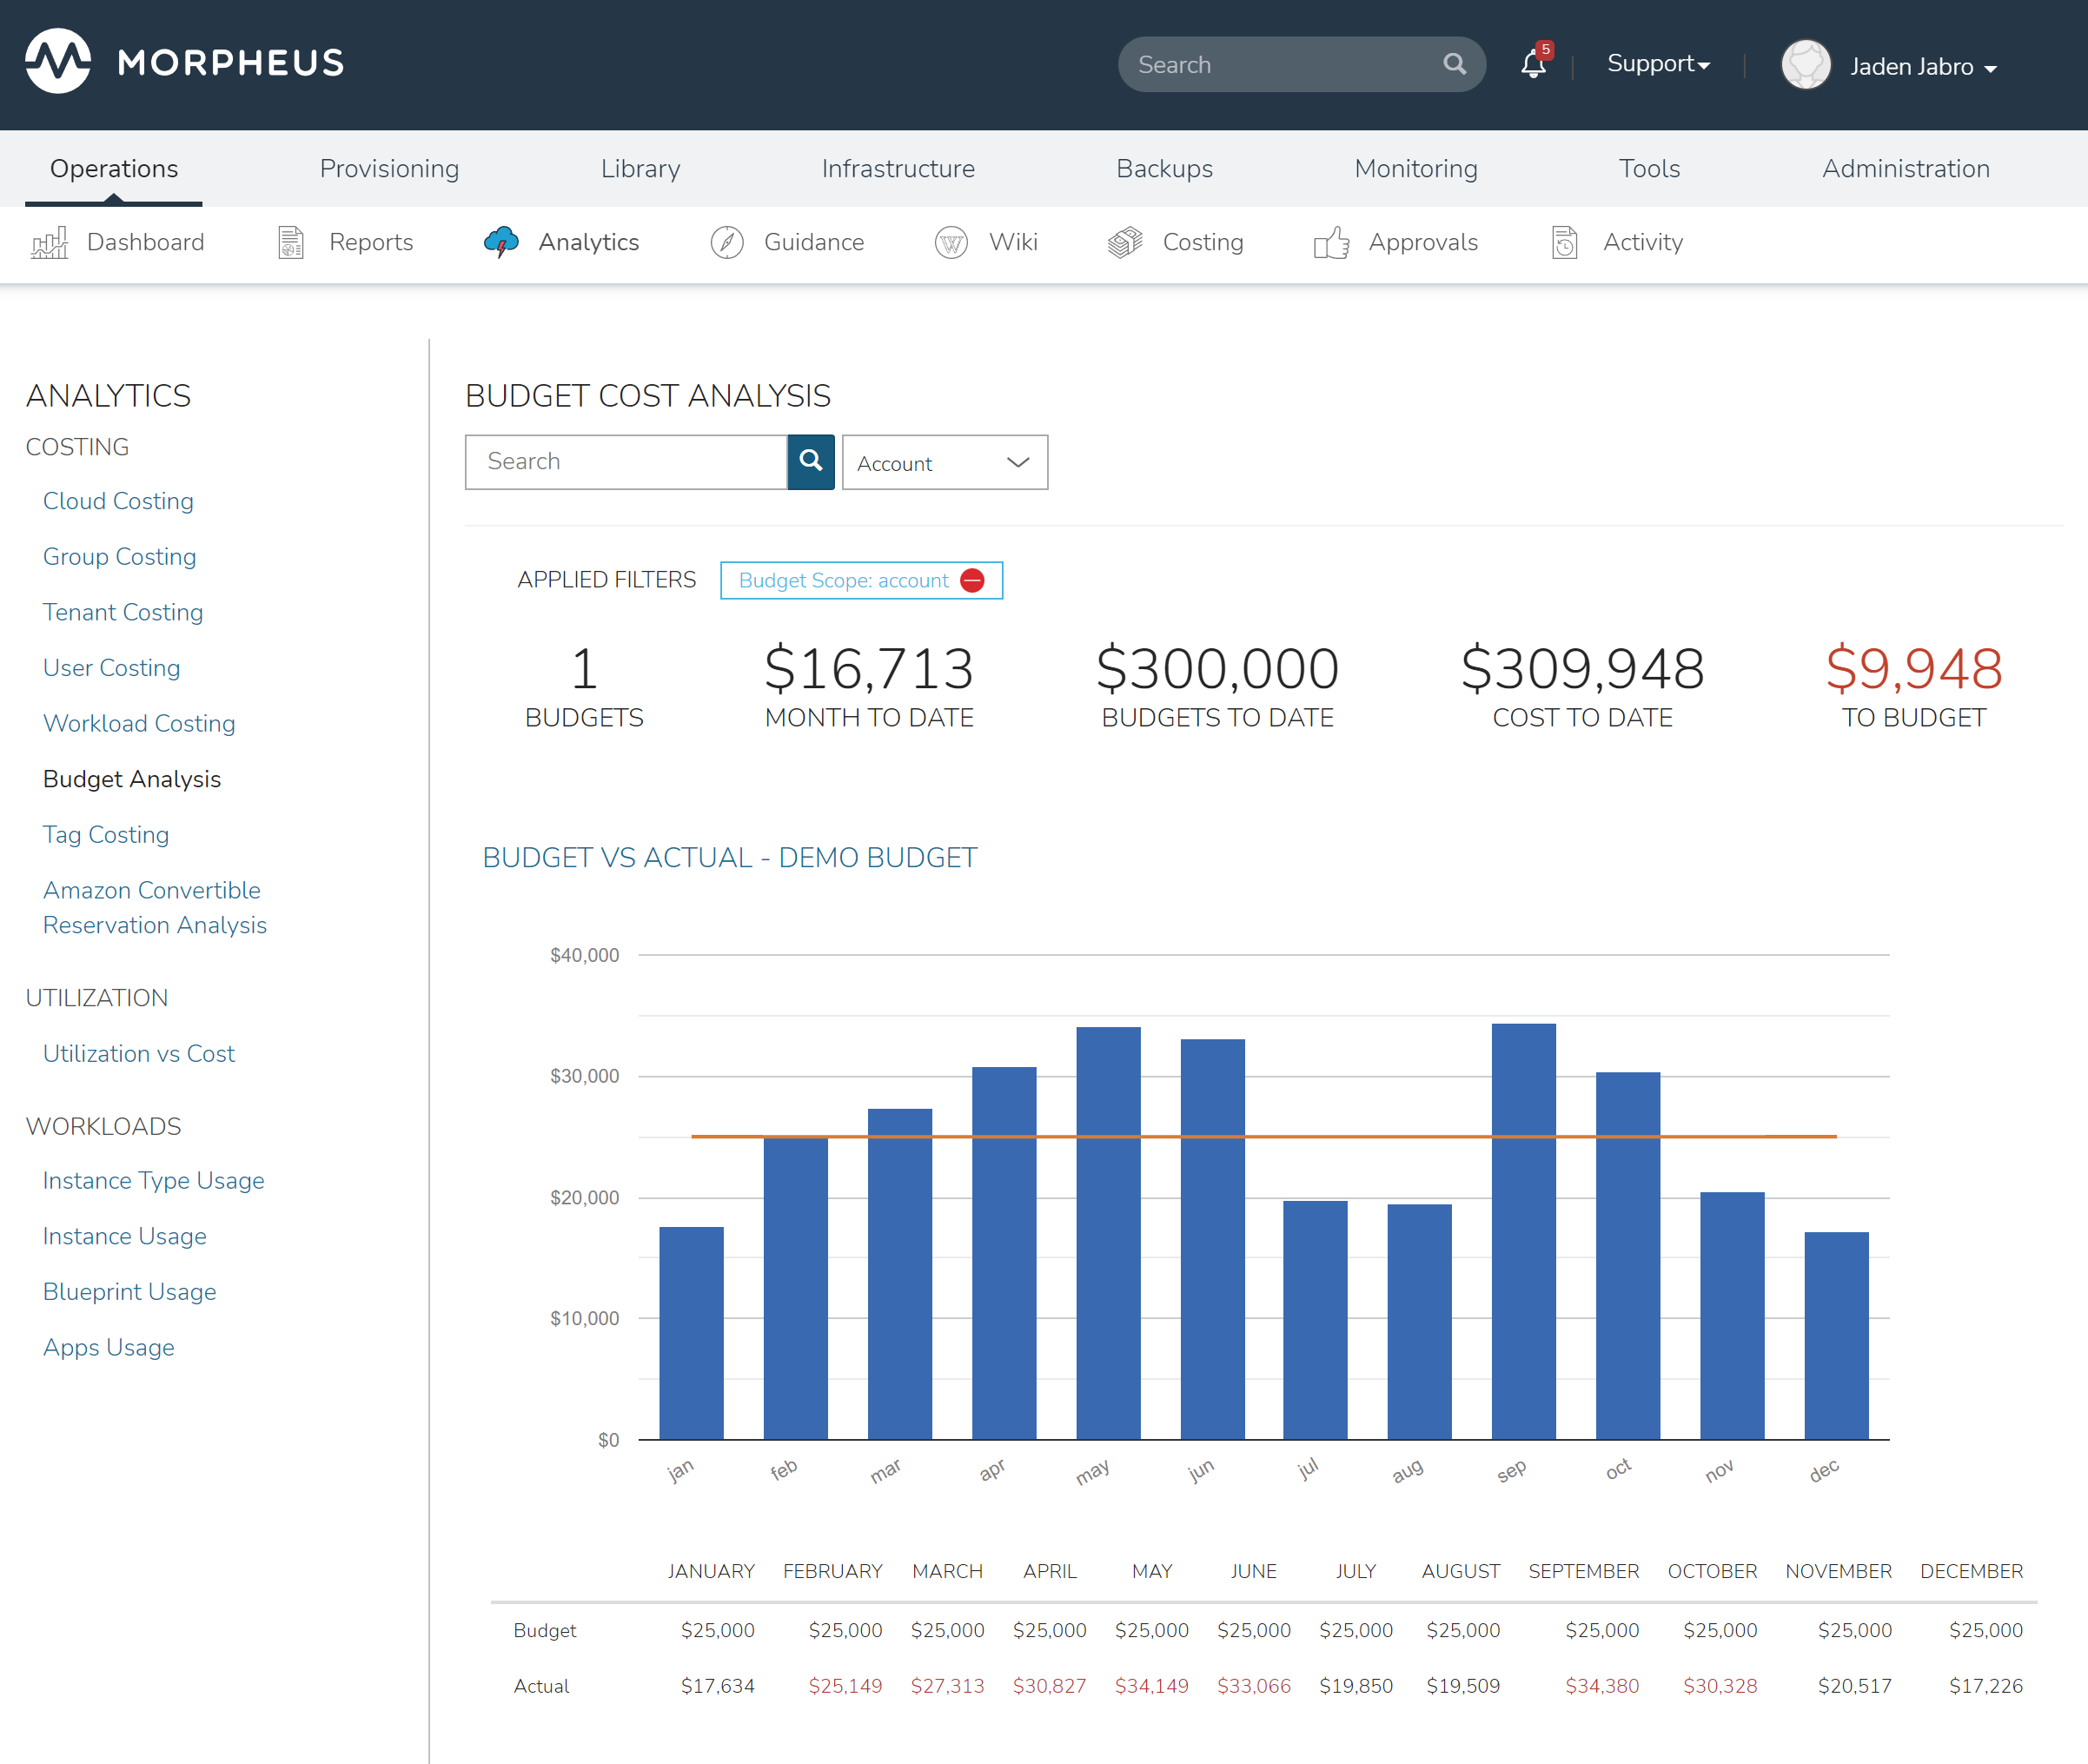 MORPHEUS
Search
5
Support
Jaden Jabro
Operations Provisioning Library Infrastructure Backups Monitoring Tools Administration
Dashboard Reports Analytics Guidance Wiki Costing Approvals Activity
ANALYTICS
COSTING
Cloud Costing
Group Costing
Tenant Costing
User Costing
Workload Costing
Budget Analysis
Tag Costing
Amazon Convertible
Reservation Analysis
UTILIZATION
Utilization vs Cost
WORKLOADS
Instance Type Usage
Instance Usage
Blueprint Usage
Apps Usage
BUDGET COST ANALYSIS
Search
Account
APPLIED FILTERS Budget Scope: account
1 $16,713 $300,000 $309,948 $9,948
BUDGETS MONTH TO DATE BUDGETS TO DATE COST TO DATE TO BUDGET
BUDGET VS ACTUAL - DEMO BUDGET
$40,000
$30,000
$20,000
$10,000
$0
jan feb mar apr may jun jul aug sep oct nov dec
JANUARY FEBRUARY MARCH APRIL MAY JUNE JULY AUGUST SEPTEMBER OCTOBER NOVEMBER DECEMBER
Budget $25,000 $25,000 $25,000 $25,000 $25,000 $25,000 $25,000 $25,000 $25,000 $25,000 $25,000 $25,000
Actual $17,634 $25,149 $27,313 $30,827 $34,149 $33,066 $19,850 $19,509 $34,380 $30,328 $20,517 $17,226